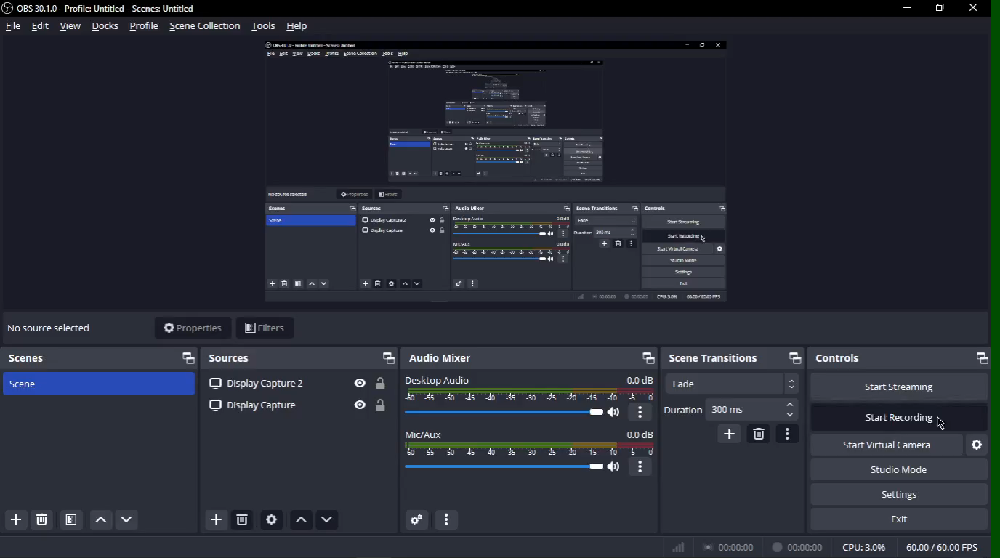 OBS 30.1.0 - Profile: Untitled - Scenes: Untitled
File Edit View Docks Profile Scene Collection Tools Help
OBS 30.1.0 - Profile: Untitled - Scenes: Untitled
File Edit View Docks Profile Scene Collection Tools Help
No source selected Properties Filters
Scenes Sources Audio Mixer Scene Transitions Controls
Scene Display Capture 2 Desktop Audio 0.0 dB Fade Start Streaming
Display Capture Duration 300 ms Start Recording
Mic/Aux 0.0 dB Start Virtual Camera
Studio Mode
Settings
Exit
00:00:00 00:00:00 CPU: 3.0% 60.00 / 60.00 FPS
No source selected Properties Filters
Scenes Sources Audio Mixer Scene Transitions Controls
Scene Display Capture 2 Desktop Audio 0.0 dB Fade Start Streaming
-60 -55 -50 -45 -40 -35 -30 -25 -20 -15 -10 -5 0
Display Capture Duration 300 ms Start Recording
Mic/Aux 0.0 dB Start Virtual Camera
-60 -55 -50 -45 -40 -35 -30 -25 -20 -15 -10 -5 0
Studio Mode
Settings
Exit
00:00:00 00:00:00 CPU: 3.0% 60.00 / 60.00 FPS